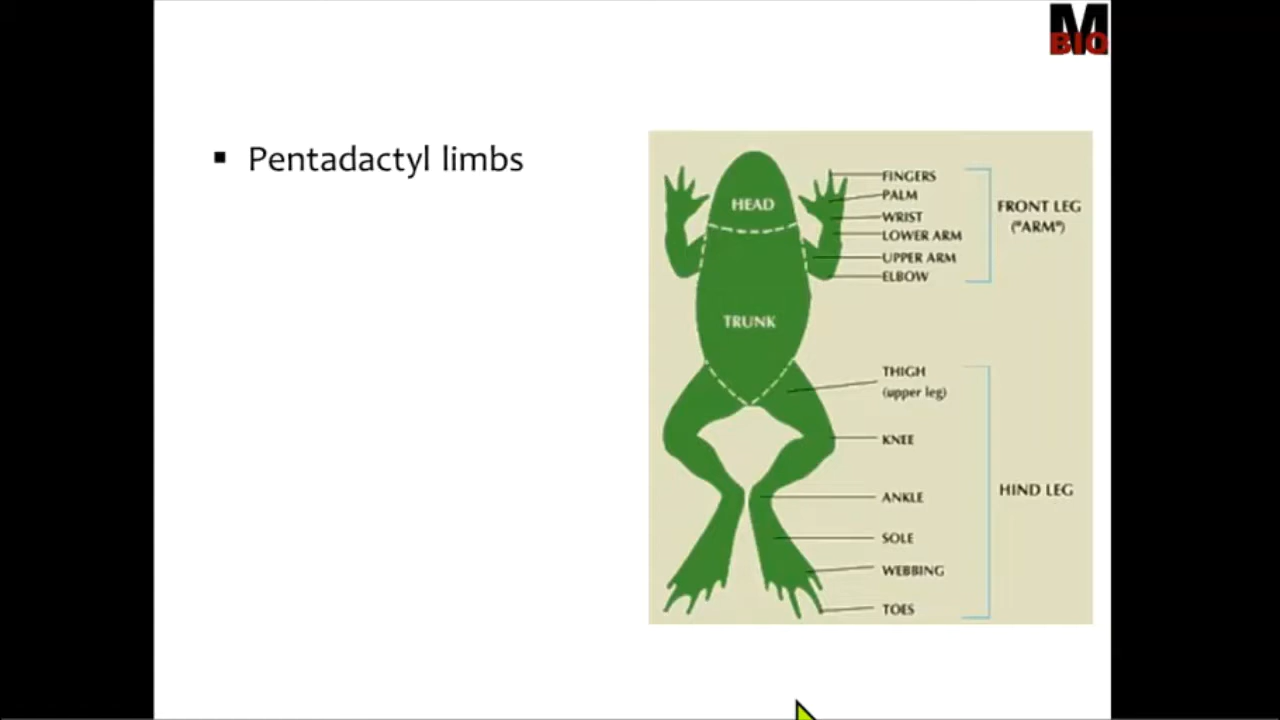 M
BIO
▪ Pentadactyl limbs
HEAD
TRUNK
FINGERS
PALM
WRIST
LOWER ARM
UPPER ARM
ELBOW
FRONT LEG
("ARM")
THIGH
(upper leg)
KNEE
ANKLE
SOLE
WEBBING
TOES
HIND LEG